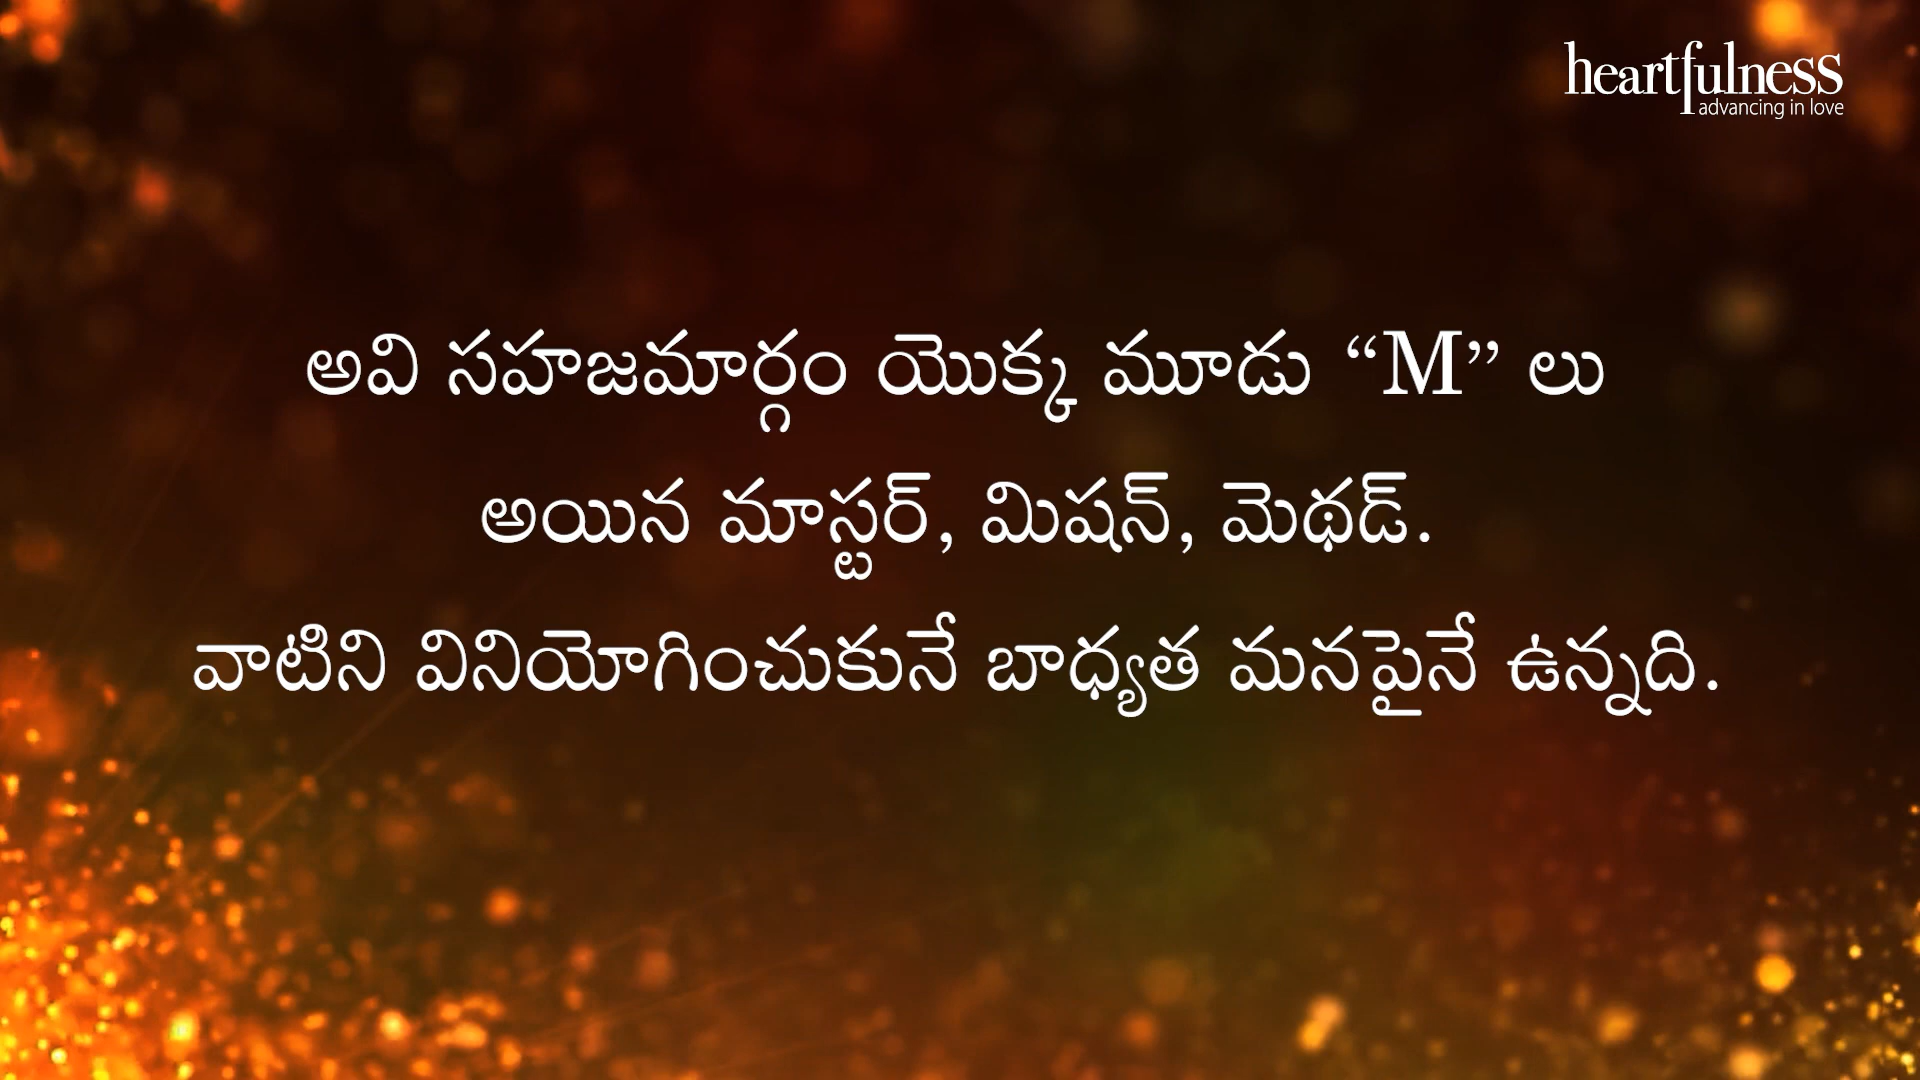 heartfulness
advancing in love
అవి సహజమార్గం యొక్క మూడు “M” లు
అయిన మాస్టర్, మిషన్, మెథడ్.
వాటిని వినియోగించుకునే బాధ్యత మనపైనే ఉన్నది.